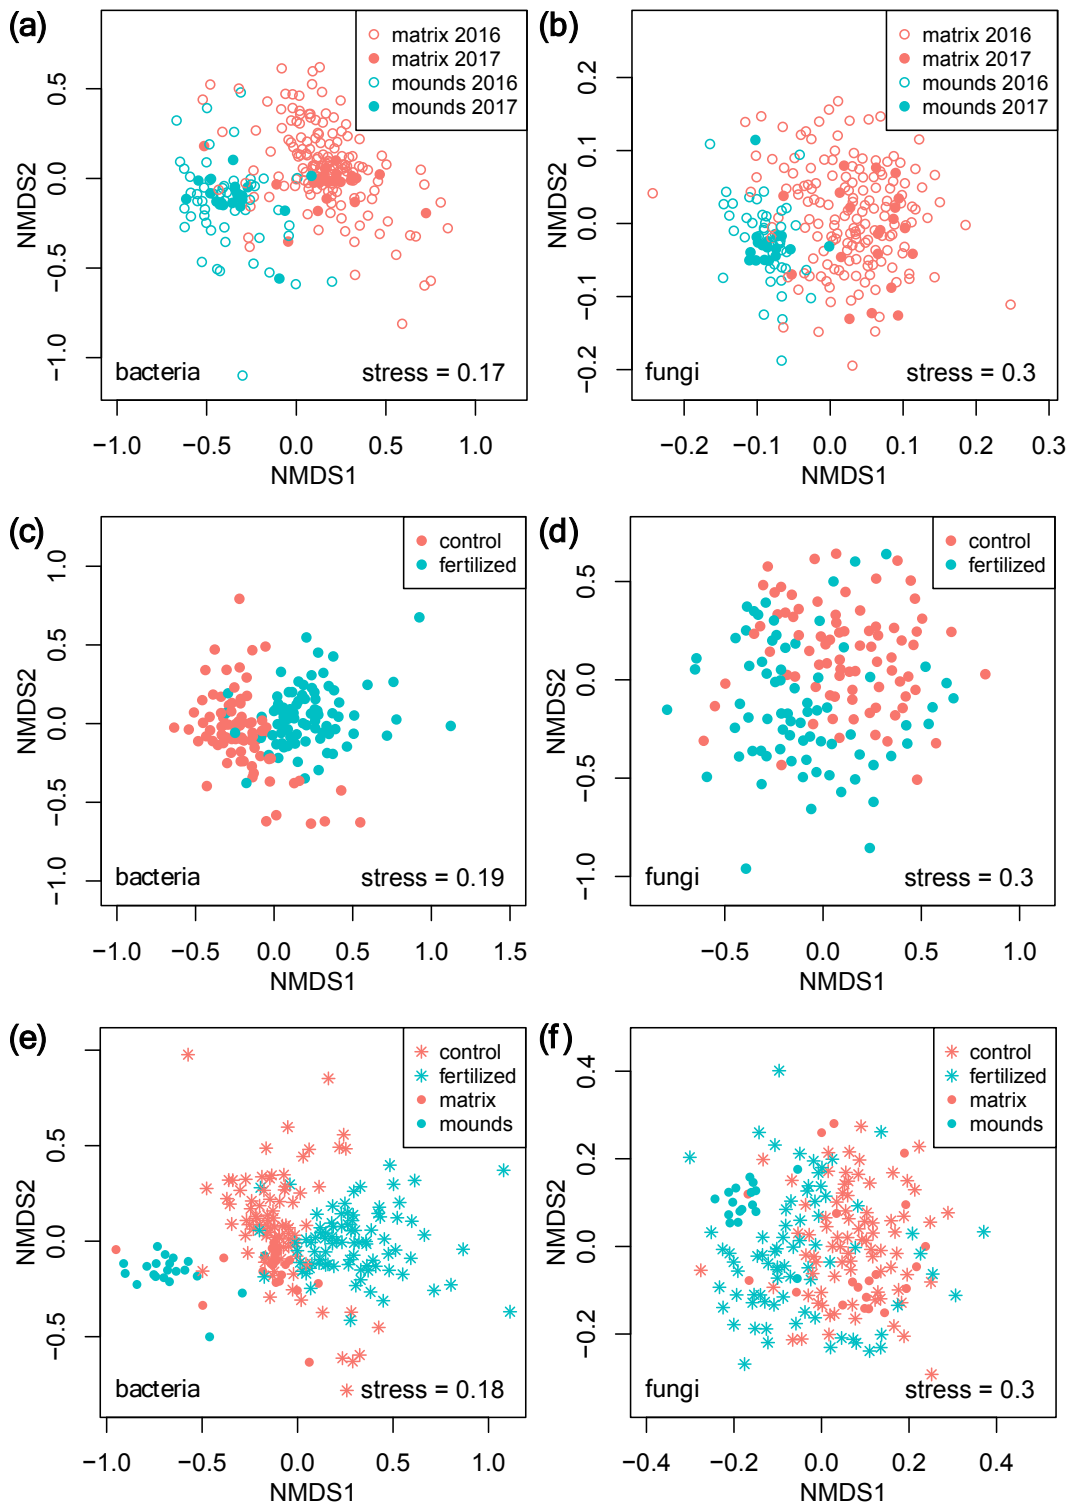 (a)
matrix 2016
matrix 2017
mounds 2016
mounds 2017
0.5
0.0
−0.5
−1.0
NMDS2
bacteria
stress = 0.17
−1.0 −0.5 0.0 0.5 1.0
NMDS1
(b)
matrix 2016
matrix 2017
mounds 2016
mounds 2017
0.2
0.1
0.0
−0.1
−0.2
NMDS2
fungi
stress = 0.3
−0.2 −0.1 0.0 0.1 0.2 0.3
NMDS1
(c)
control
fertilized
1.0
0.5
0.0
−0.5
−1.0
NMDS2
bacteria
stress = 0.19
−1.0 −0.5 0.0 0.5 1.0 1.5
NMDS1
(d)
control
fertilized
0.5
0.0
−0.5
−1.0
NMDS2
fungi
stress = 0.3
−0.5 0.0 0.5 1.0
NMDS1
(e)
control
fertilized
matrix
mounds
0.5
0.0
−0.5
NMDS2
bacteria
stress = 0.18
−1.0 −0.5 0.0 0.5 1.0
NMDS1
(f)
control
fertilized
matrix
mounds
0.4
0.2
0.0
−0.2
NMDS2
fungi
stress = 0.3
−0.4 −0.2 0.0 0.2 0.4
NMDS1